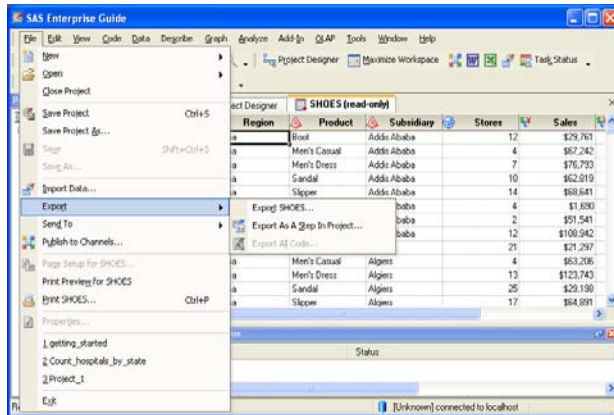 SAS Enterprise Guide
File Edit View Code Data Describe Graph Analyze Add-In OLAP Tools Window Help
New
Project Designer Maximize Workspace Task Status
Open
Close Project
Save Project Ctrl+S
ect Designer SHOES (read-only)
Save Project As...
Region Product Subsidiary Stores Sales
a Boot Addis Ababa 12 $29,761
Save Shift+Ctrl+S
a Men's Casual Addis Ababa 4 $67,242
Save As...
a Men's Dress Addis Ababa 7 $76,793
a Sandal Addis Ababa 10 $62,819
Import Data...
a Slipper Addis Ababa 14 $68,641
Export
Export SHOES...
baba 4 $1,690
Send To
Export As A Step In Project...
baba 2 $51,541
Publish to Channels...
Export All Code...
baba 12 $108,942
21 $21,297
Page Setup for SHOES...
a Men's Casual Algiers 4 $63,206
Print Preview for SHOES
a Men's Dress Algiers 13 $123,743
a Sandal Algiers 25 $29,198
Print SHOES... Ctrl+P
a Slipper Algiers 17 $64,891
Properties...
1 getting_started
Status
2 Count_hospitals_by_state
3 Project_1
Exit
[Unknown] connected to localhost